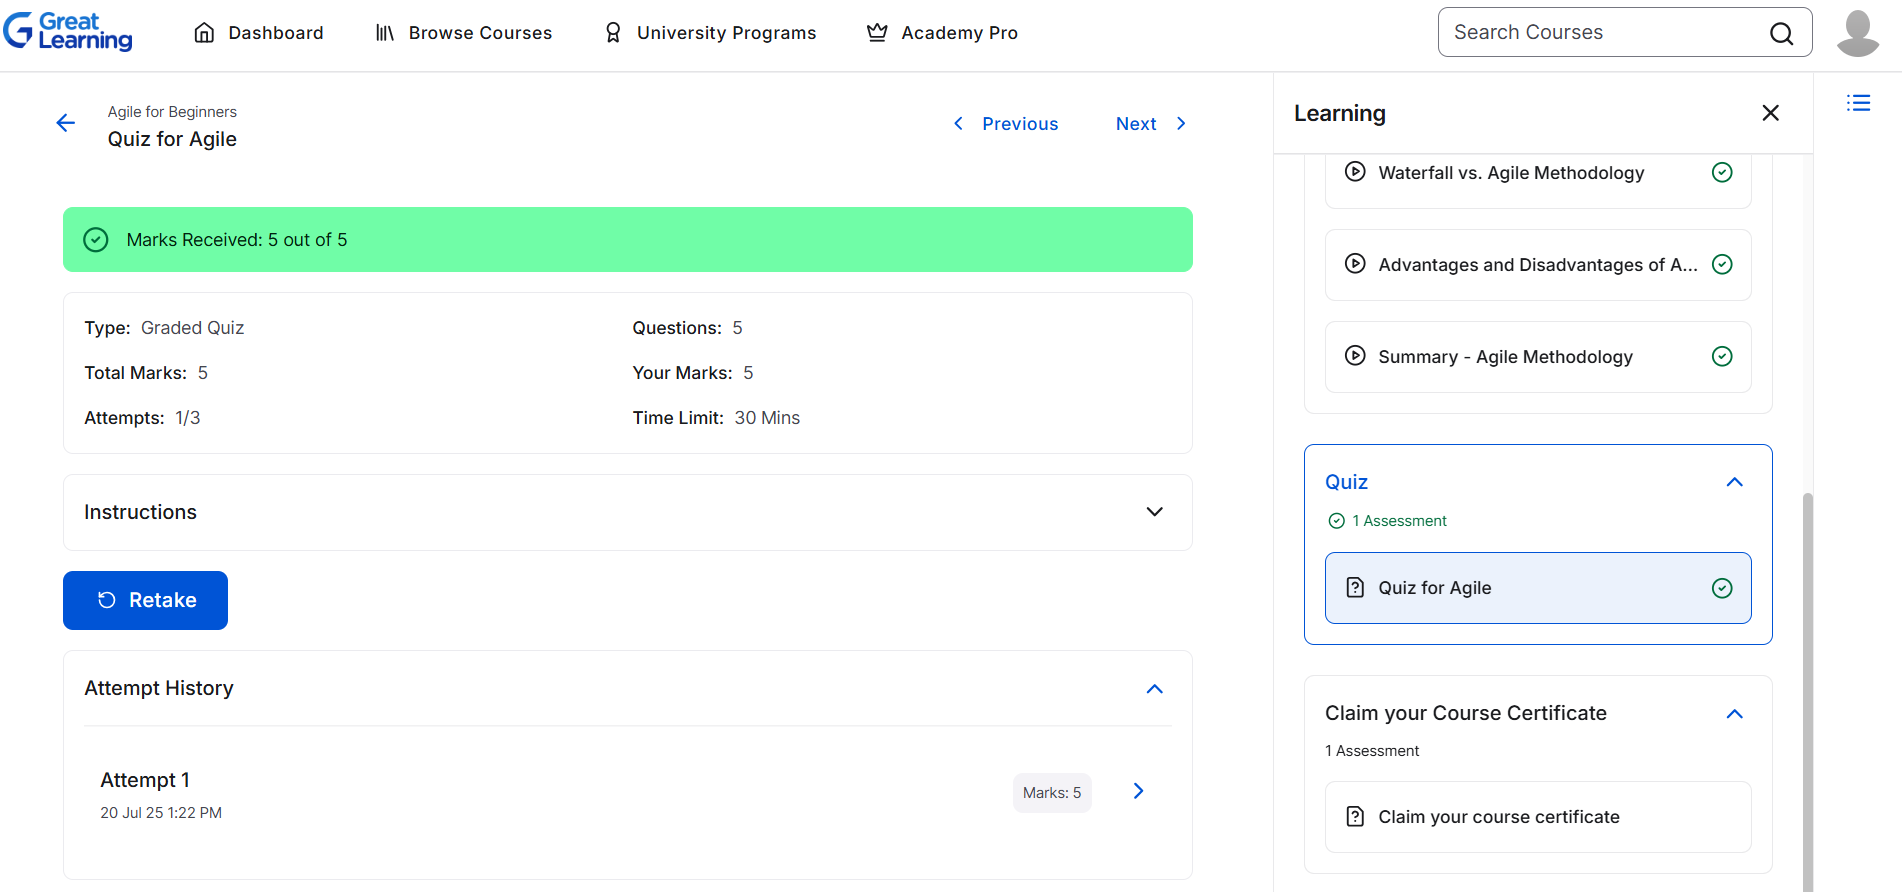 Great Learning
Dashboard
Browse Courses
University Programs
Academy Pro
Search Courses
Agile for Beginners
Quiz for Agile
Previous
Next
Marks Received: 5 out of 5
Type: Graded Quiz
Questions: 5
Total Marks: 5
Your Marks: 5
Attempts: 1/3
Time Limit: 30 Mins
Instructions
Retake
Attempt History
Attempt 1
20 Jul 25 1:22 PM
Marks: 5
Learning
Waterfall vs. Agile Methodology
Advantages and Disadvantages of A...
Summary - Agile Methodology
Quiz
1 Assessment
Quiz for Agile
Claim your Course Certificate
1 Assessment
Claim your course certificate